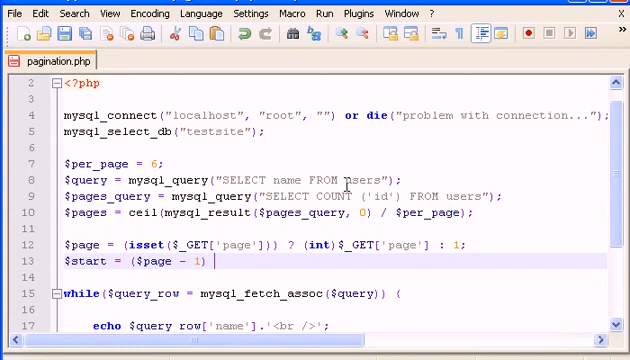 File Edit Search View Encoding Language Settings Macro Run Plugins Window ?
pagination.php
2 <?php
3
4 mysql_connect("localhost", "root", "") or die("problem with connection...");
5 mysql_select_db("testsite");
6
7 $per_page = 6;
8 $query = mysql_query("SELECT name FROM users");
9 $pages_query = mysql_query("SELECT COUNT ('id') FROM users");
10 $pages = ceil(mysql_result($pages_query, 0) / $per_page);
11
12 $page = (isset($_GET['page'])) ? (int)$_GET['page'] : 1;
13 $start = ($page - 1)
14
15 while($query_row = mysql_fetch_assoc($query)) {
16
17 echo $query_row['name'].'<br />';